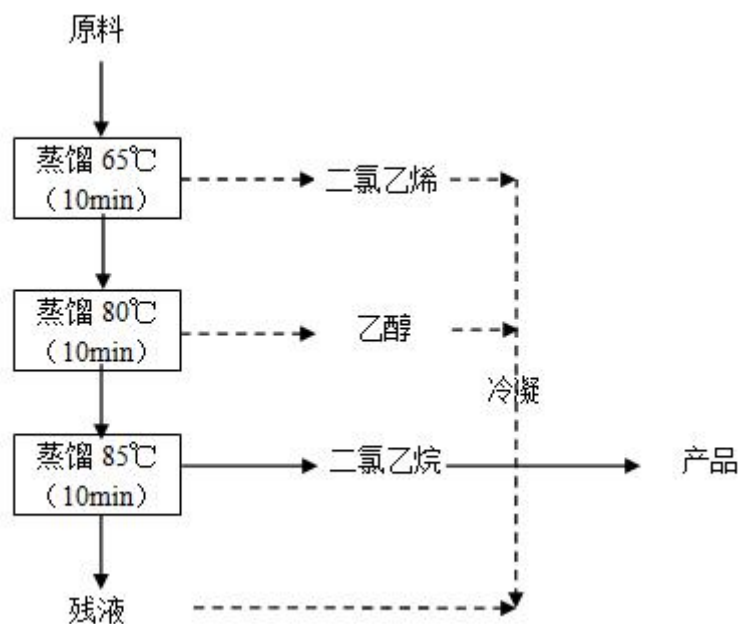 原料
蒸馏 65℃
（10min）
二氯乙烯
蒸馏 80℃
（10min）
乙醇
冷凝
蒸馏 85℃
（10min）
二氯乙烷
产品
残液